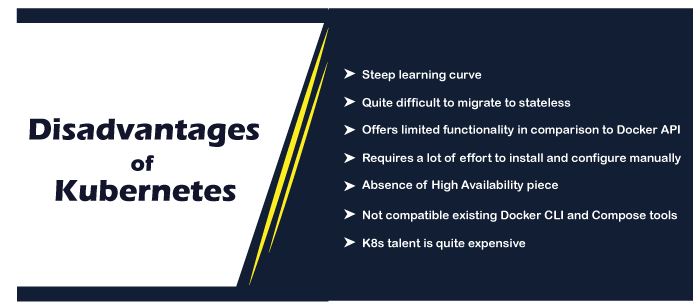 Disadvantages
of
Kubernetes
Steep learning curve
Quite difficult to migrate to stateless
Offers limited functionality in comparison to Docker API
Requires a lot of effort to install and configure manually
Absence of High Availability piece
Not compatible existing Docker CLI and Compose tools
K8s talent is quite expensive